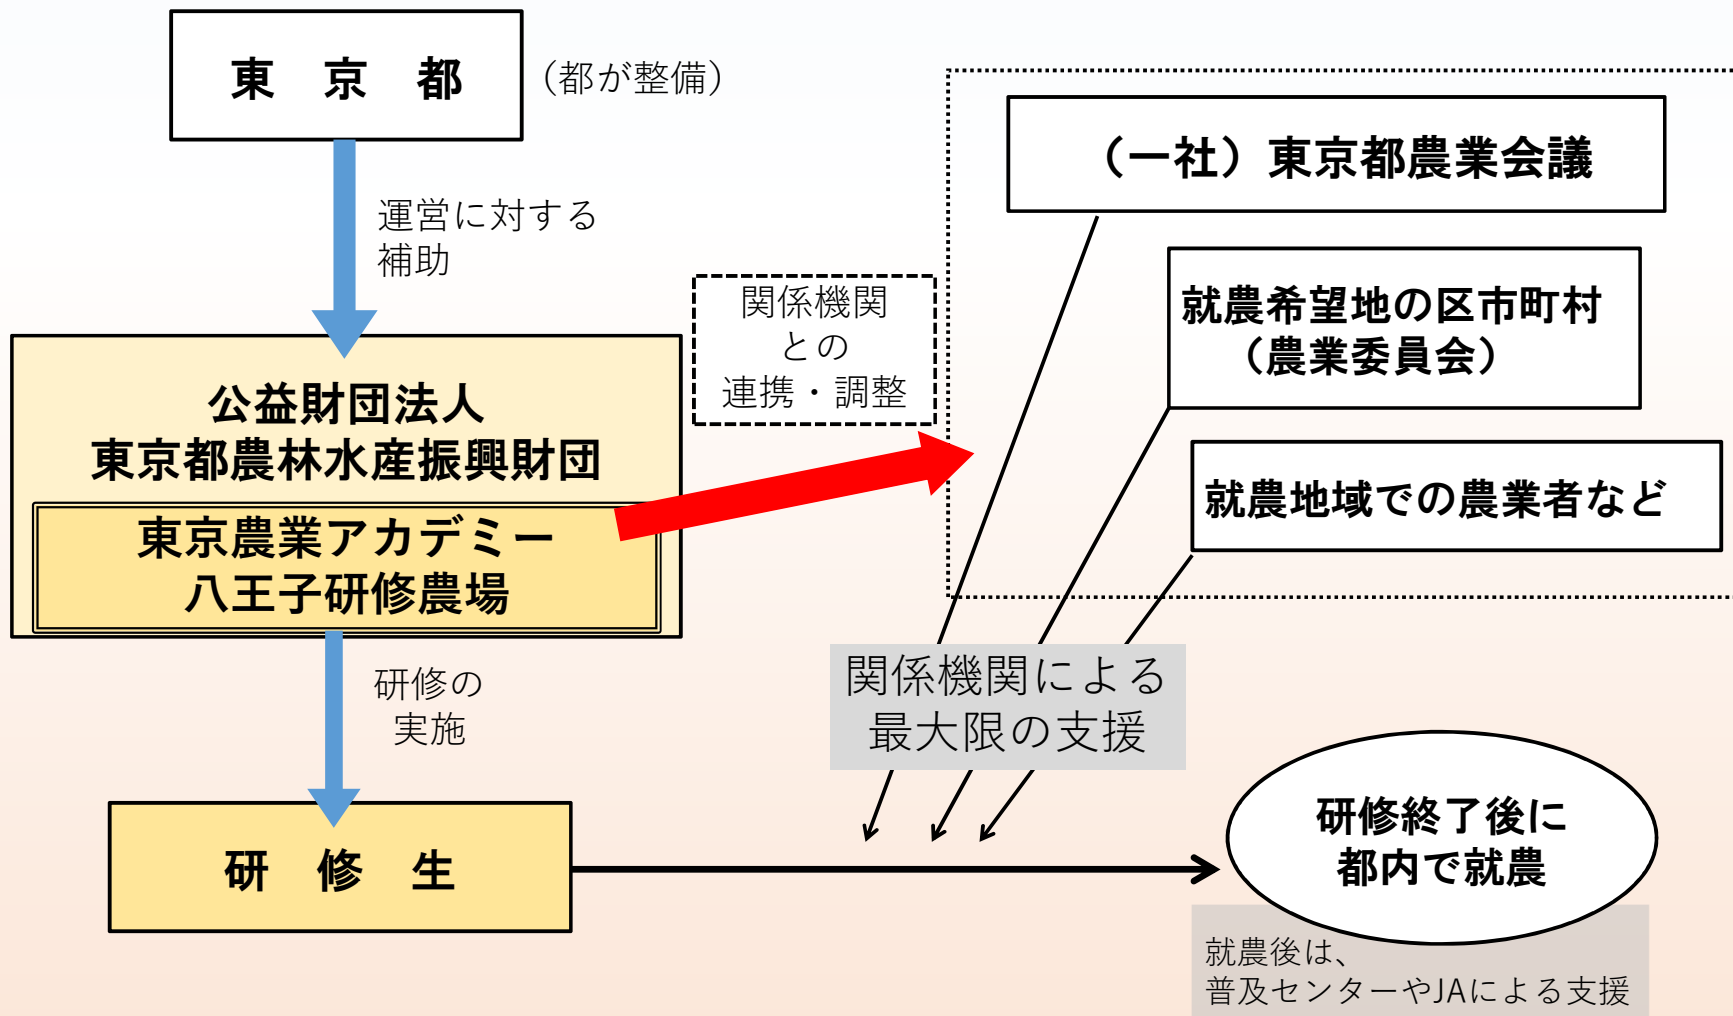 東　京　都
（都が整備）
運営に対する
補助
公益財団法人
東京都農林水産振興財団
東京農業アカデミー
八王子研修農場
関係機関
との
連携・調整
（一社）東京都農業会議
就農希望地の区市町村
（農業委員会）
就農地域での農業者など
研修の
実施
関係機関による
最大限の支援
研　修　生
研修終了後に
都内で就農
就農後は、
普及センターやJAによる支援